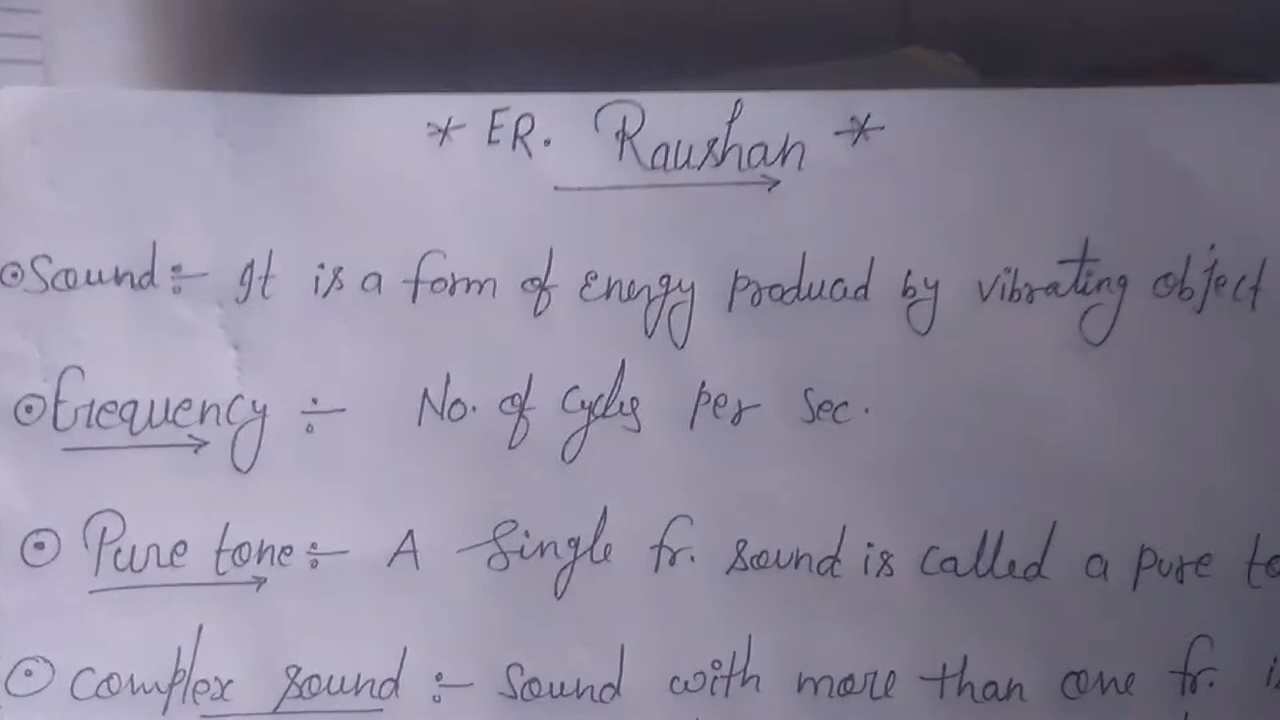 * ER. Raushan *
Sound:- It is a form of Energy produced by vibrating object
Frequency :- No. of Cycles per sec.
Pure tone:- A Single fr. sound is called a pure to
Complex sound :- Sound with more than one fr. i